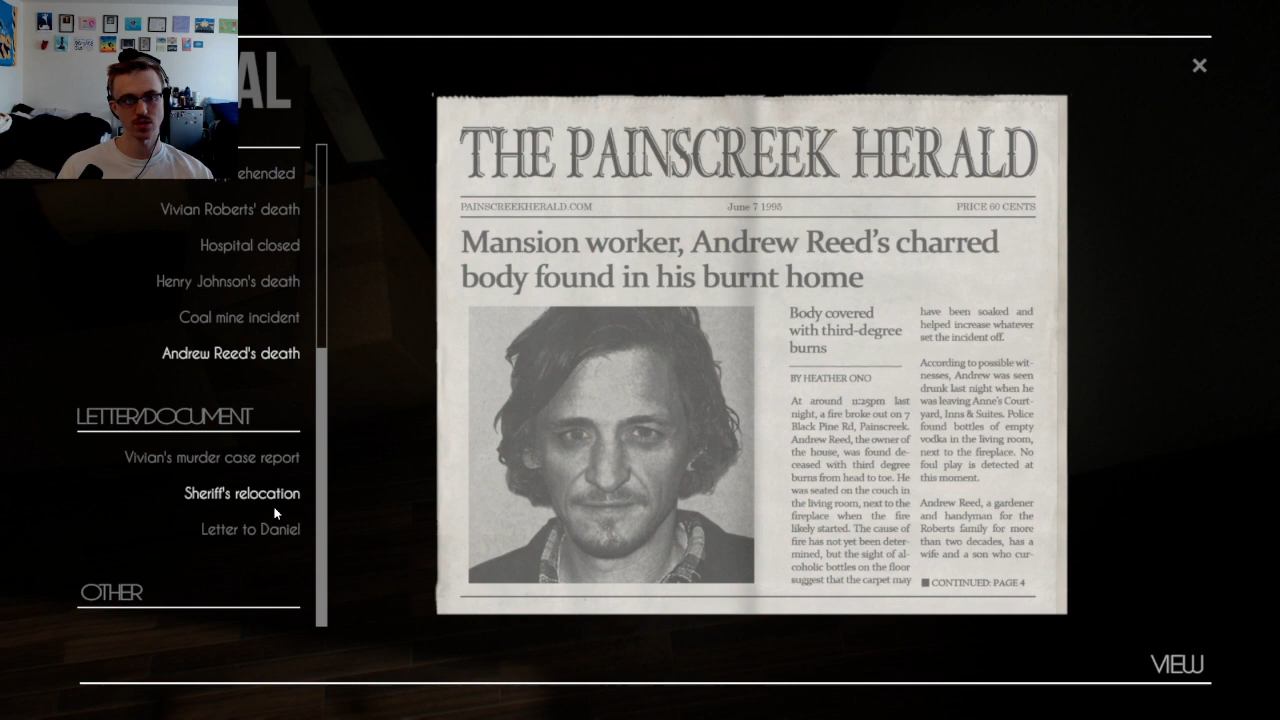 AL
ehended
Vivian Roberts' death
Hospital closed
Henry Johnson's death
Coal mine incident
Andrew Reed's death
LETTER/DOCUMENT
Vivian's murder case report
Sheriff's relocation
Letter to Daniel
OTHER
THE PAINSCREEK HERALD
PAINSCREEKHERALD.COM June 7 1995 PRICE 60 CENTS
Mansion worker, Andrew Reed's charred
body found in his burnt home
Body covered
with third-degree
burns
BY HEATHER ONO
At around 11:25pm last
night, a fire broke out on 7
Black Pine Rd, Painscreek.
Andrew Reed, the owner of
the house, was found de-
ceased with third degree
burns from head to toe. He
was seated on the couch in
the living room, next to the
fireplace when the fire
likely started. The cause of
fire has not yet been deter-
mined, but the sight of al-
coholic bottles on the floor
suggest that the carpet may
have been soaked and
helped increase whatever
set the incident off.
According to possible wit-
nesses, Andrew was seen
drunk last night when he
was leaving Anne's Court-
yard, Inns & Suites. Police
found bottles of empty
vodka in the living room,
next to the fireplace. No
foul play is detected at
this moment.
Andrew Reed, a gardener
and handyman for the
Roberts family for more
than two decades, has a
wife and a son who cur-
CONTINUED: PAGE 4
VIEW